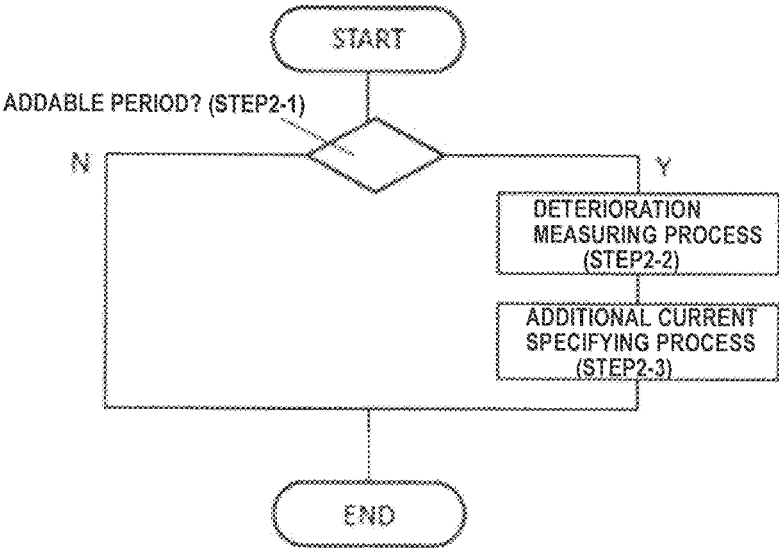 START
ADDABLE PERIOD? (STEP2-1)
N
Y
DETERIORATION
MEASURING PROCESS
(STEP2-2)
ADDITIONAL CURRENT
SPECIFYING PROCESS
(STEP2-3)
END